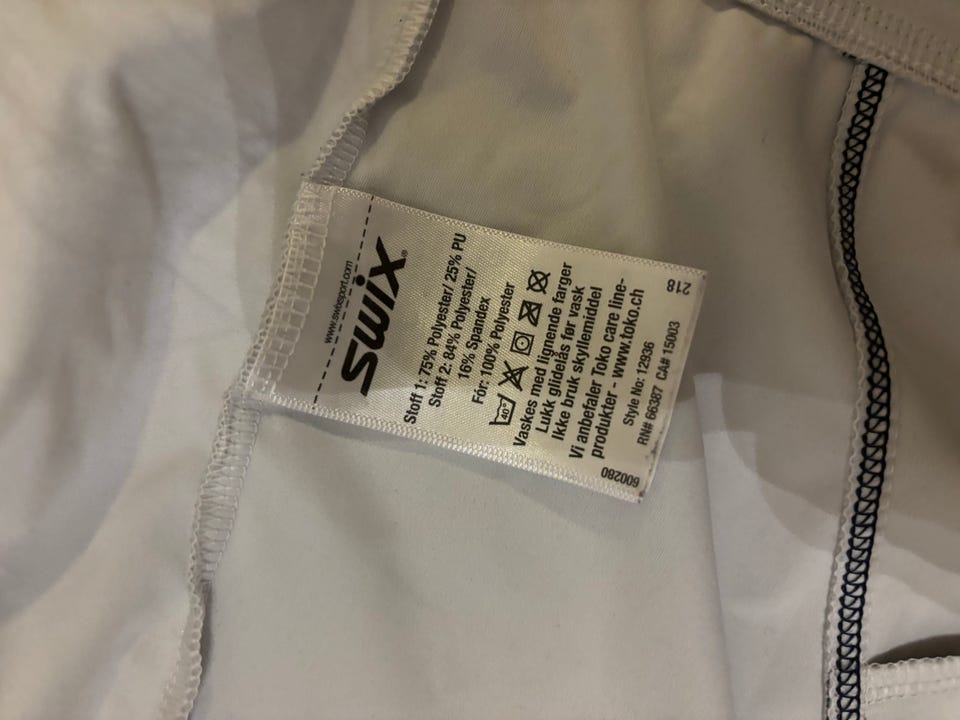 www.swixsport.com
SWIX®
Stoff 1: 75% Polyester/ 25% PU
Stoff 2: 84% Polyester/
16% Spandex
Fôr: 100% Polyester
40°
Vaskes med lignende farger
Lukk glidelås før vask
Ikke bruk skyllemiddel
Vi anbefaler Toko care line-
produkter - www.toko.ch
Style No: 12936
RN# 66387 CA# 15003
600280
218